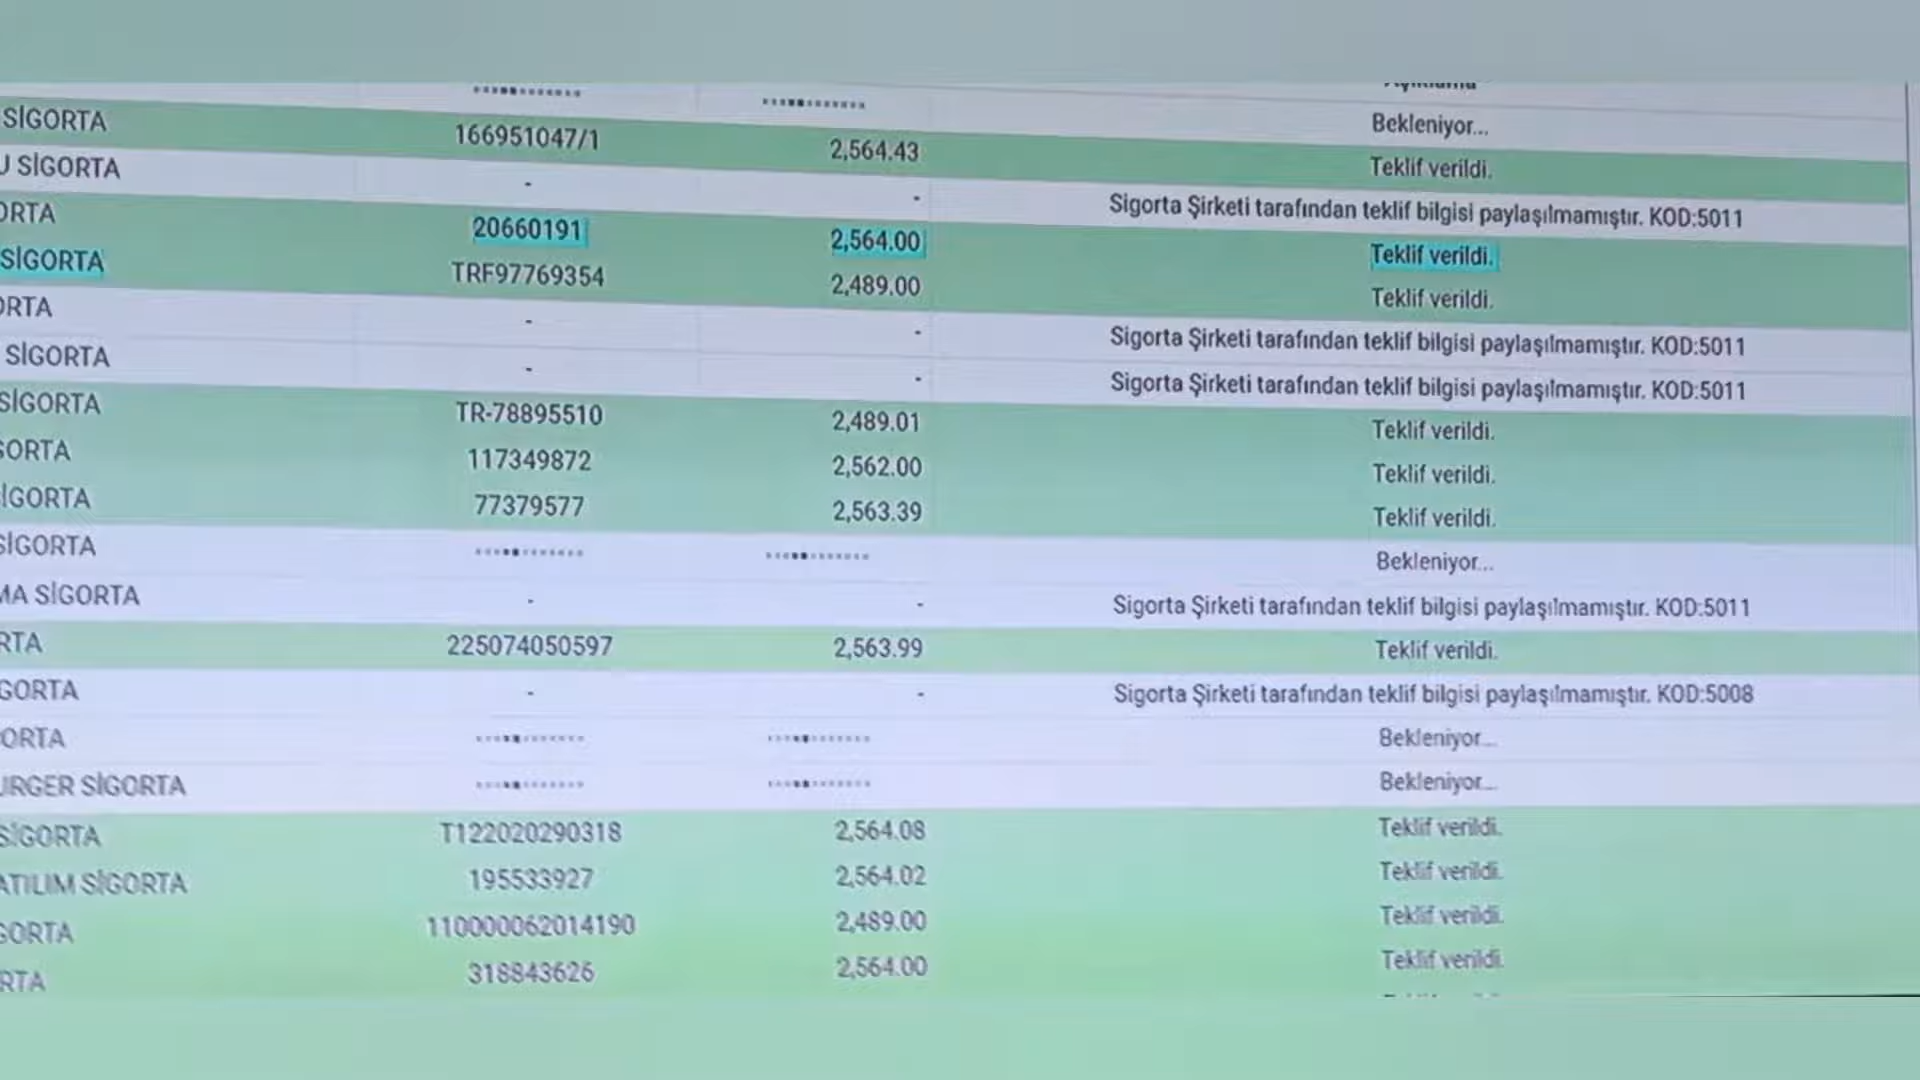 Bekleniyor...
SİGORTA 166951047/1 2,564.43 Teklif verildi.
U SİGORTA - - Sigorta Şirketi tarafından teklif bilgisi paylaşılmamıştır. KOD:5011
ORTA 20660191 2,564.00 Teklif verildi.
SİGORTA TRF97769354 2,489.00 Teklif verildi.
ORTA - - Sigorta Şirketi tarafından teklif bilgisi paylaşılmamıştır. KOD:5011
SİGORTA - - Sigorta Şirketi tarafından teklif bilgisi paylaşılmamıştır. KOD:5011
SİGORTA TR-78895510 2,489.01 Teklif verildi.
GORTA 117349872 2,562.00 Teklif verildi.
İGORTA 77379577 2,563.39 Teklif verildi.
SİGORTA Bekleniyor...
MA SİGORTA - - Sigorta Şirketi tarafından teklif bilgisi paylaşılmamıştır. KOD:5011
RTA 225074050597 2,563.99 Teklif verildi.
GORTA - - Sigorta Şirketi tarafından teklif bilgisi paylaşılmamıştır. KOD:5008
ORTA Bekleniyor...
URGER SİGORTA Bekleniyor...
SİGORTA T122020290318 2,564.08 Teklif verildi.
ATILIM SİGORTA 195533927 2,564.02 Teklif verildi.
GORTA 110000062014190 2,489.00 Teklif verildi.
RTA 318843626 2,564.00 Teklif verildi.